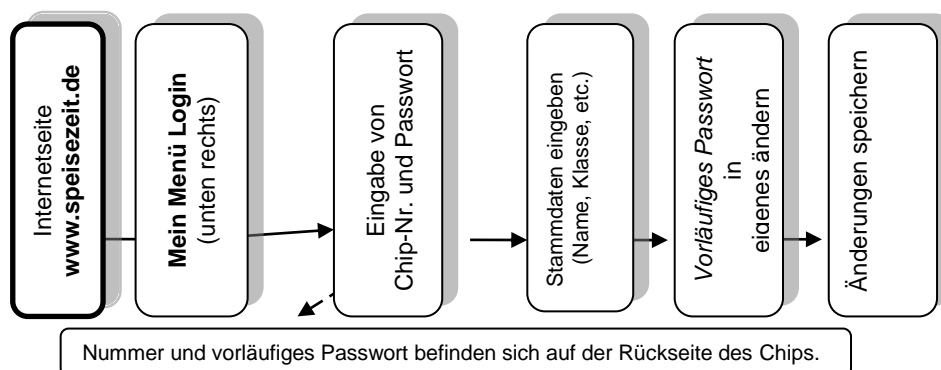 Internetseite
www.speisezeit.de
Mein Menü Login
(unten rechts)
Eingabe von
Chip-Nr. und Passwort
Stammdaten eingeben
(Name, Klasse, etc.)
Vorläufiges Passwort
in
eigenes ändern
Änderungen speichern
Nummer und vorläufiges Passwort befinden sich auf der Rückseite des Chips.